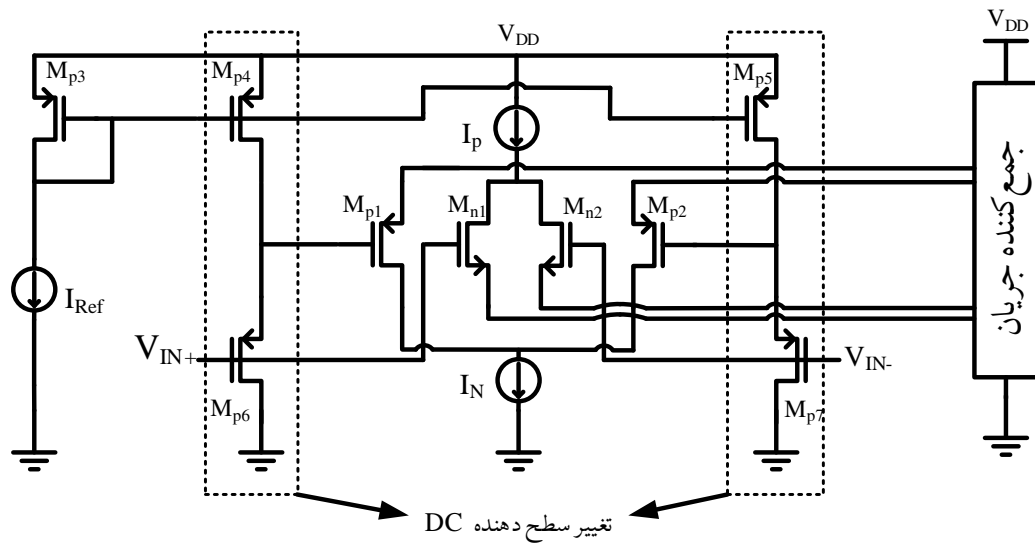 V_DD
V_DD
M_p3
M_p4
M_p5
I_p
M_p1
M_n1
M_n2
M_p2
I_Ref
V_IN+
V_IN-
I_N
M_p6
M_p7
جمع کننده جریان
تغییر سطح دهنده DC